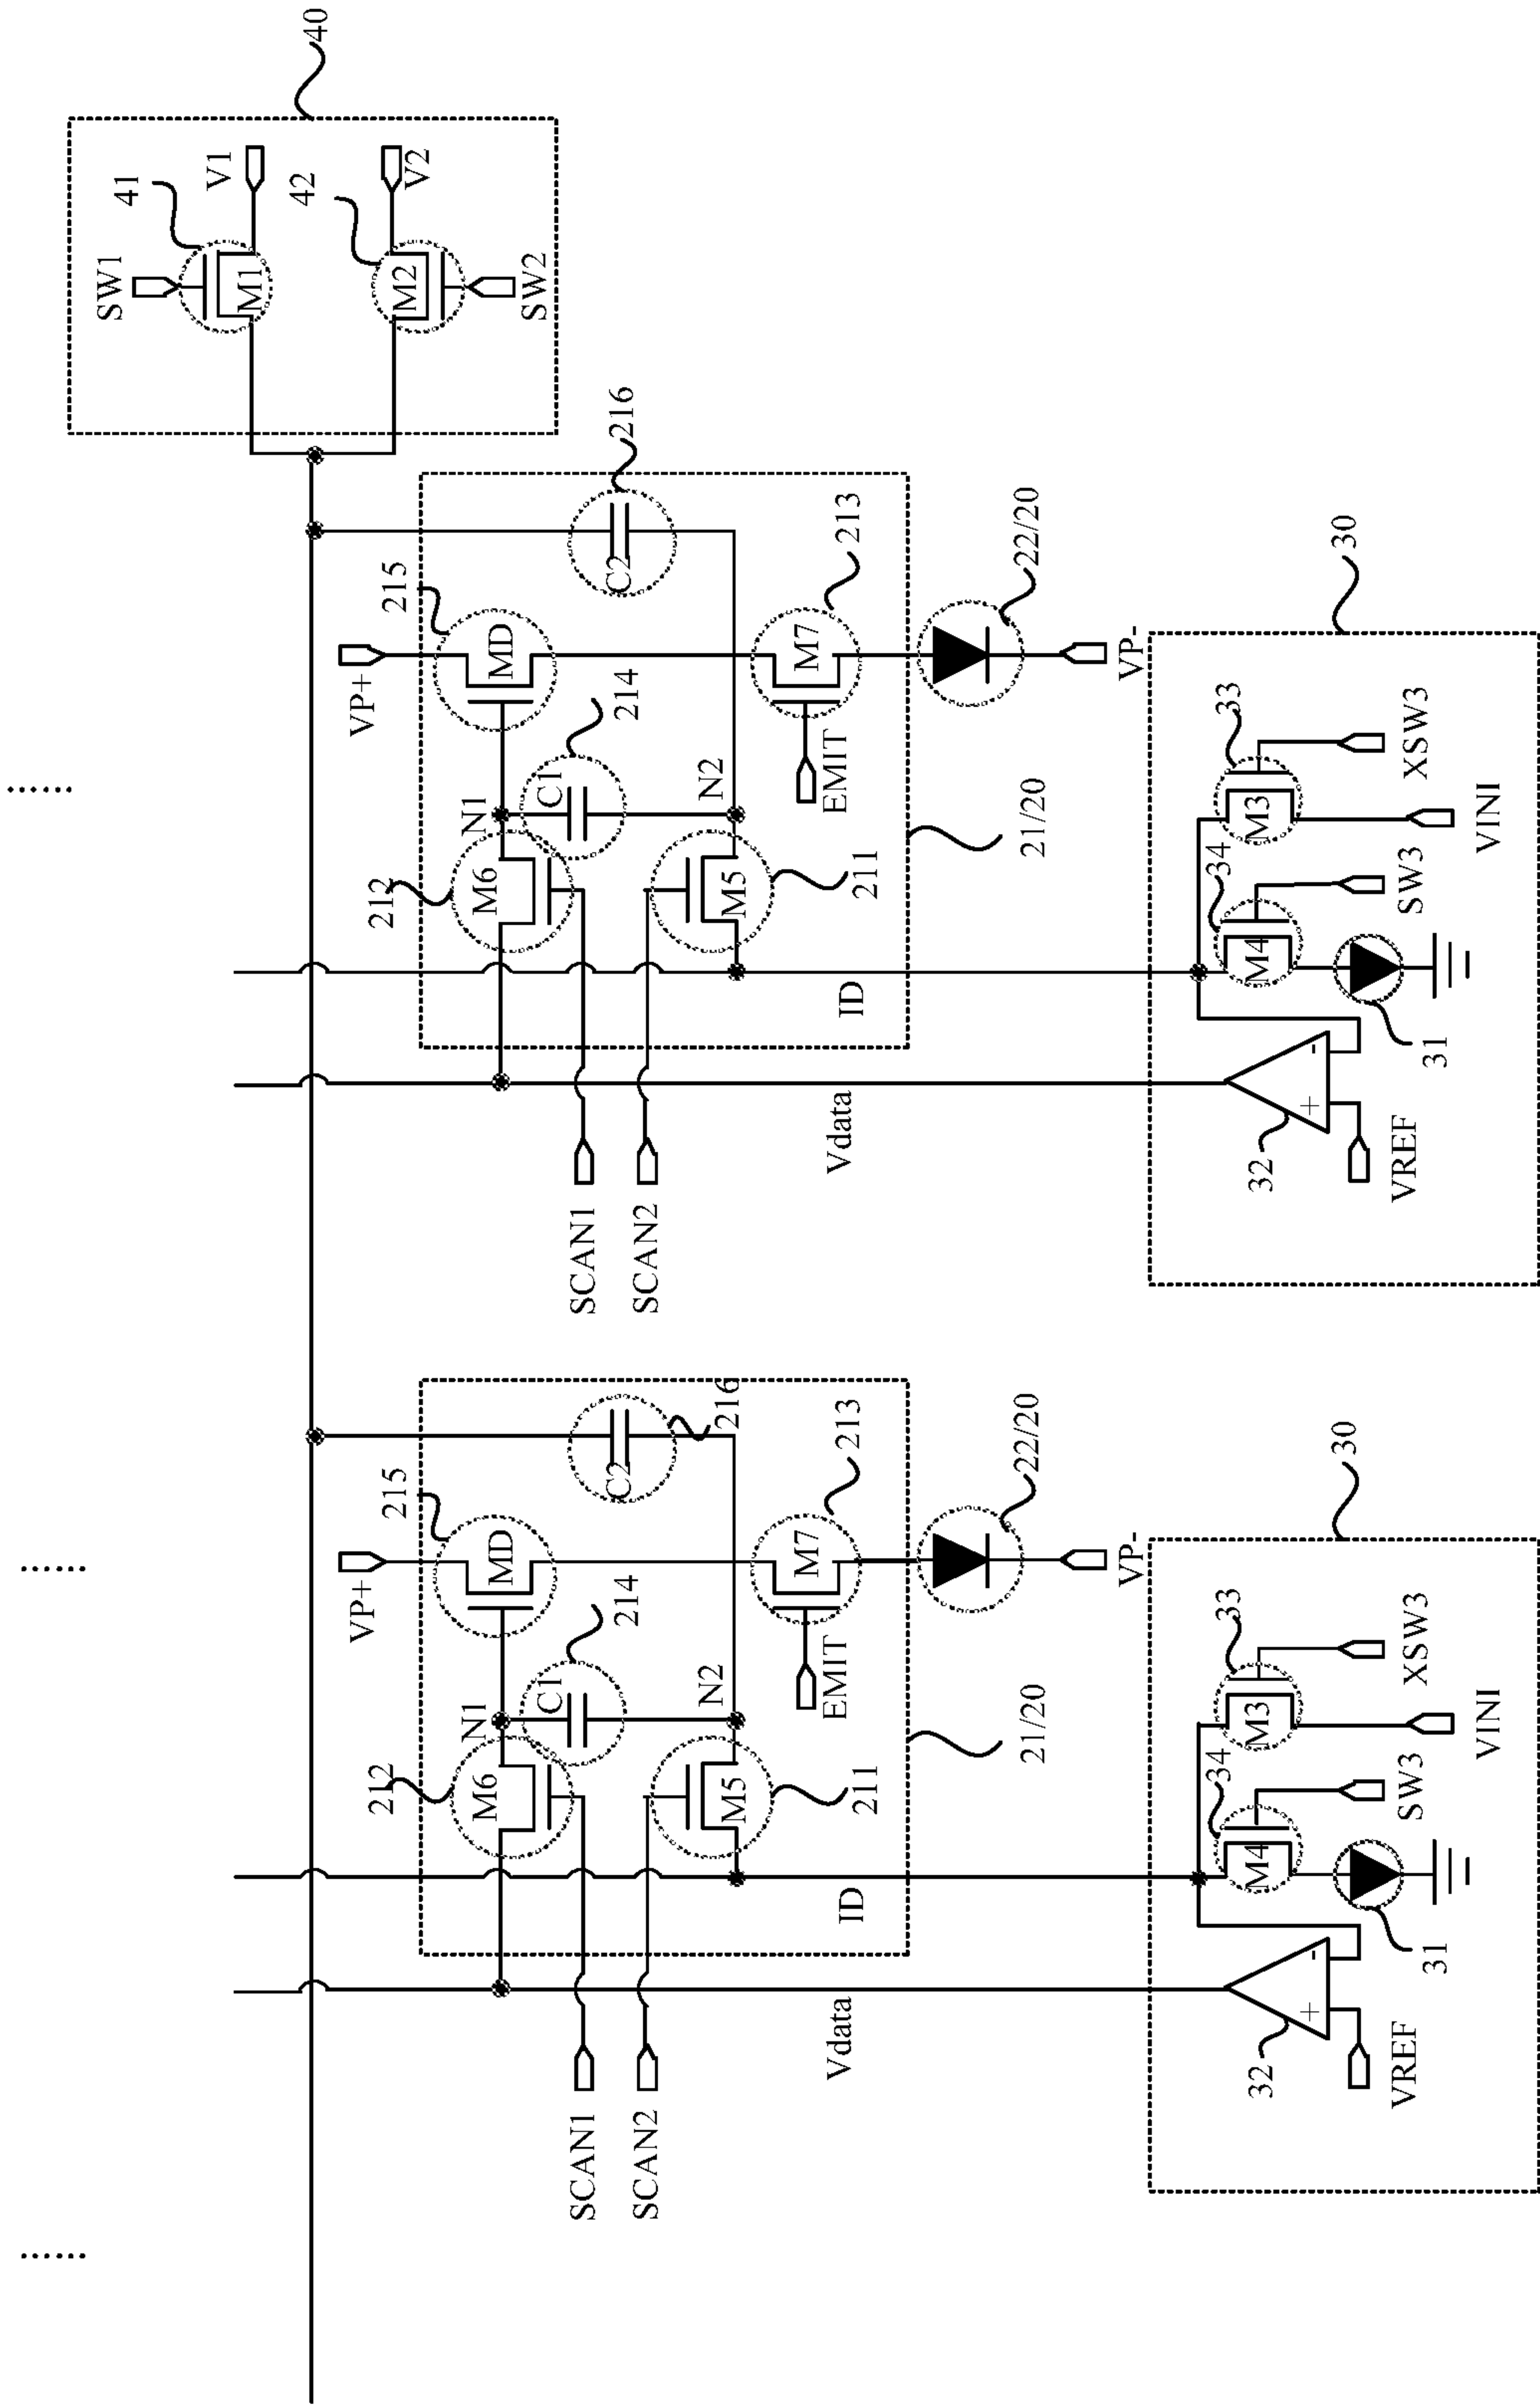 40
41
V1
SW1
M1
42
V2
M2
SW2
216
C2
215
VP+
MD
213
M7
22/20
VP-
214
C1
N1
N2
EMIT
212
M6
211
M5
21/20
ID
Vdata
SCAN1
SCAN2
30
33
M3
XSW3
VINI
34
M4
SW3
31
-
+
32
VREF
216
C2
215
VP+
MD
213
M7
22/20
VP-
214
C1
N1
N2
EMIT
212
M6
211
M5
21/20
ID
Vdata
SCAN1
SCAN2
30
33
M3
XSW3
VINI
34
M4
SW3
31
-
+
32
VREF
......
......
......